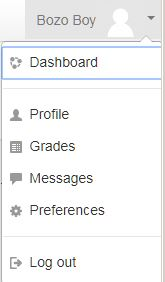 Bozo Boy
Dashboard
Profile
Grades
Messages
Preferences
Log out